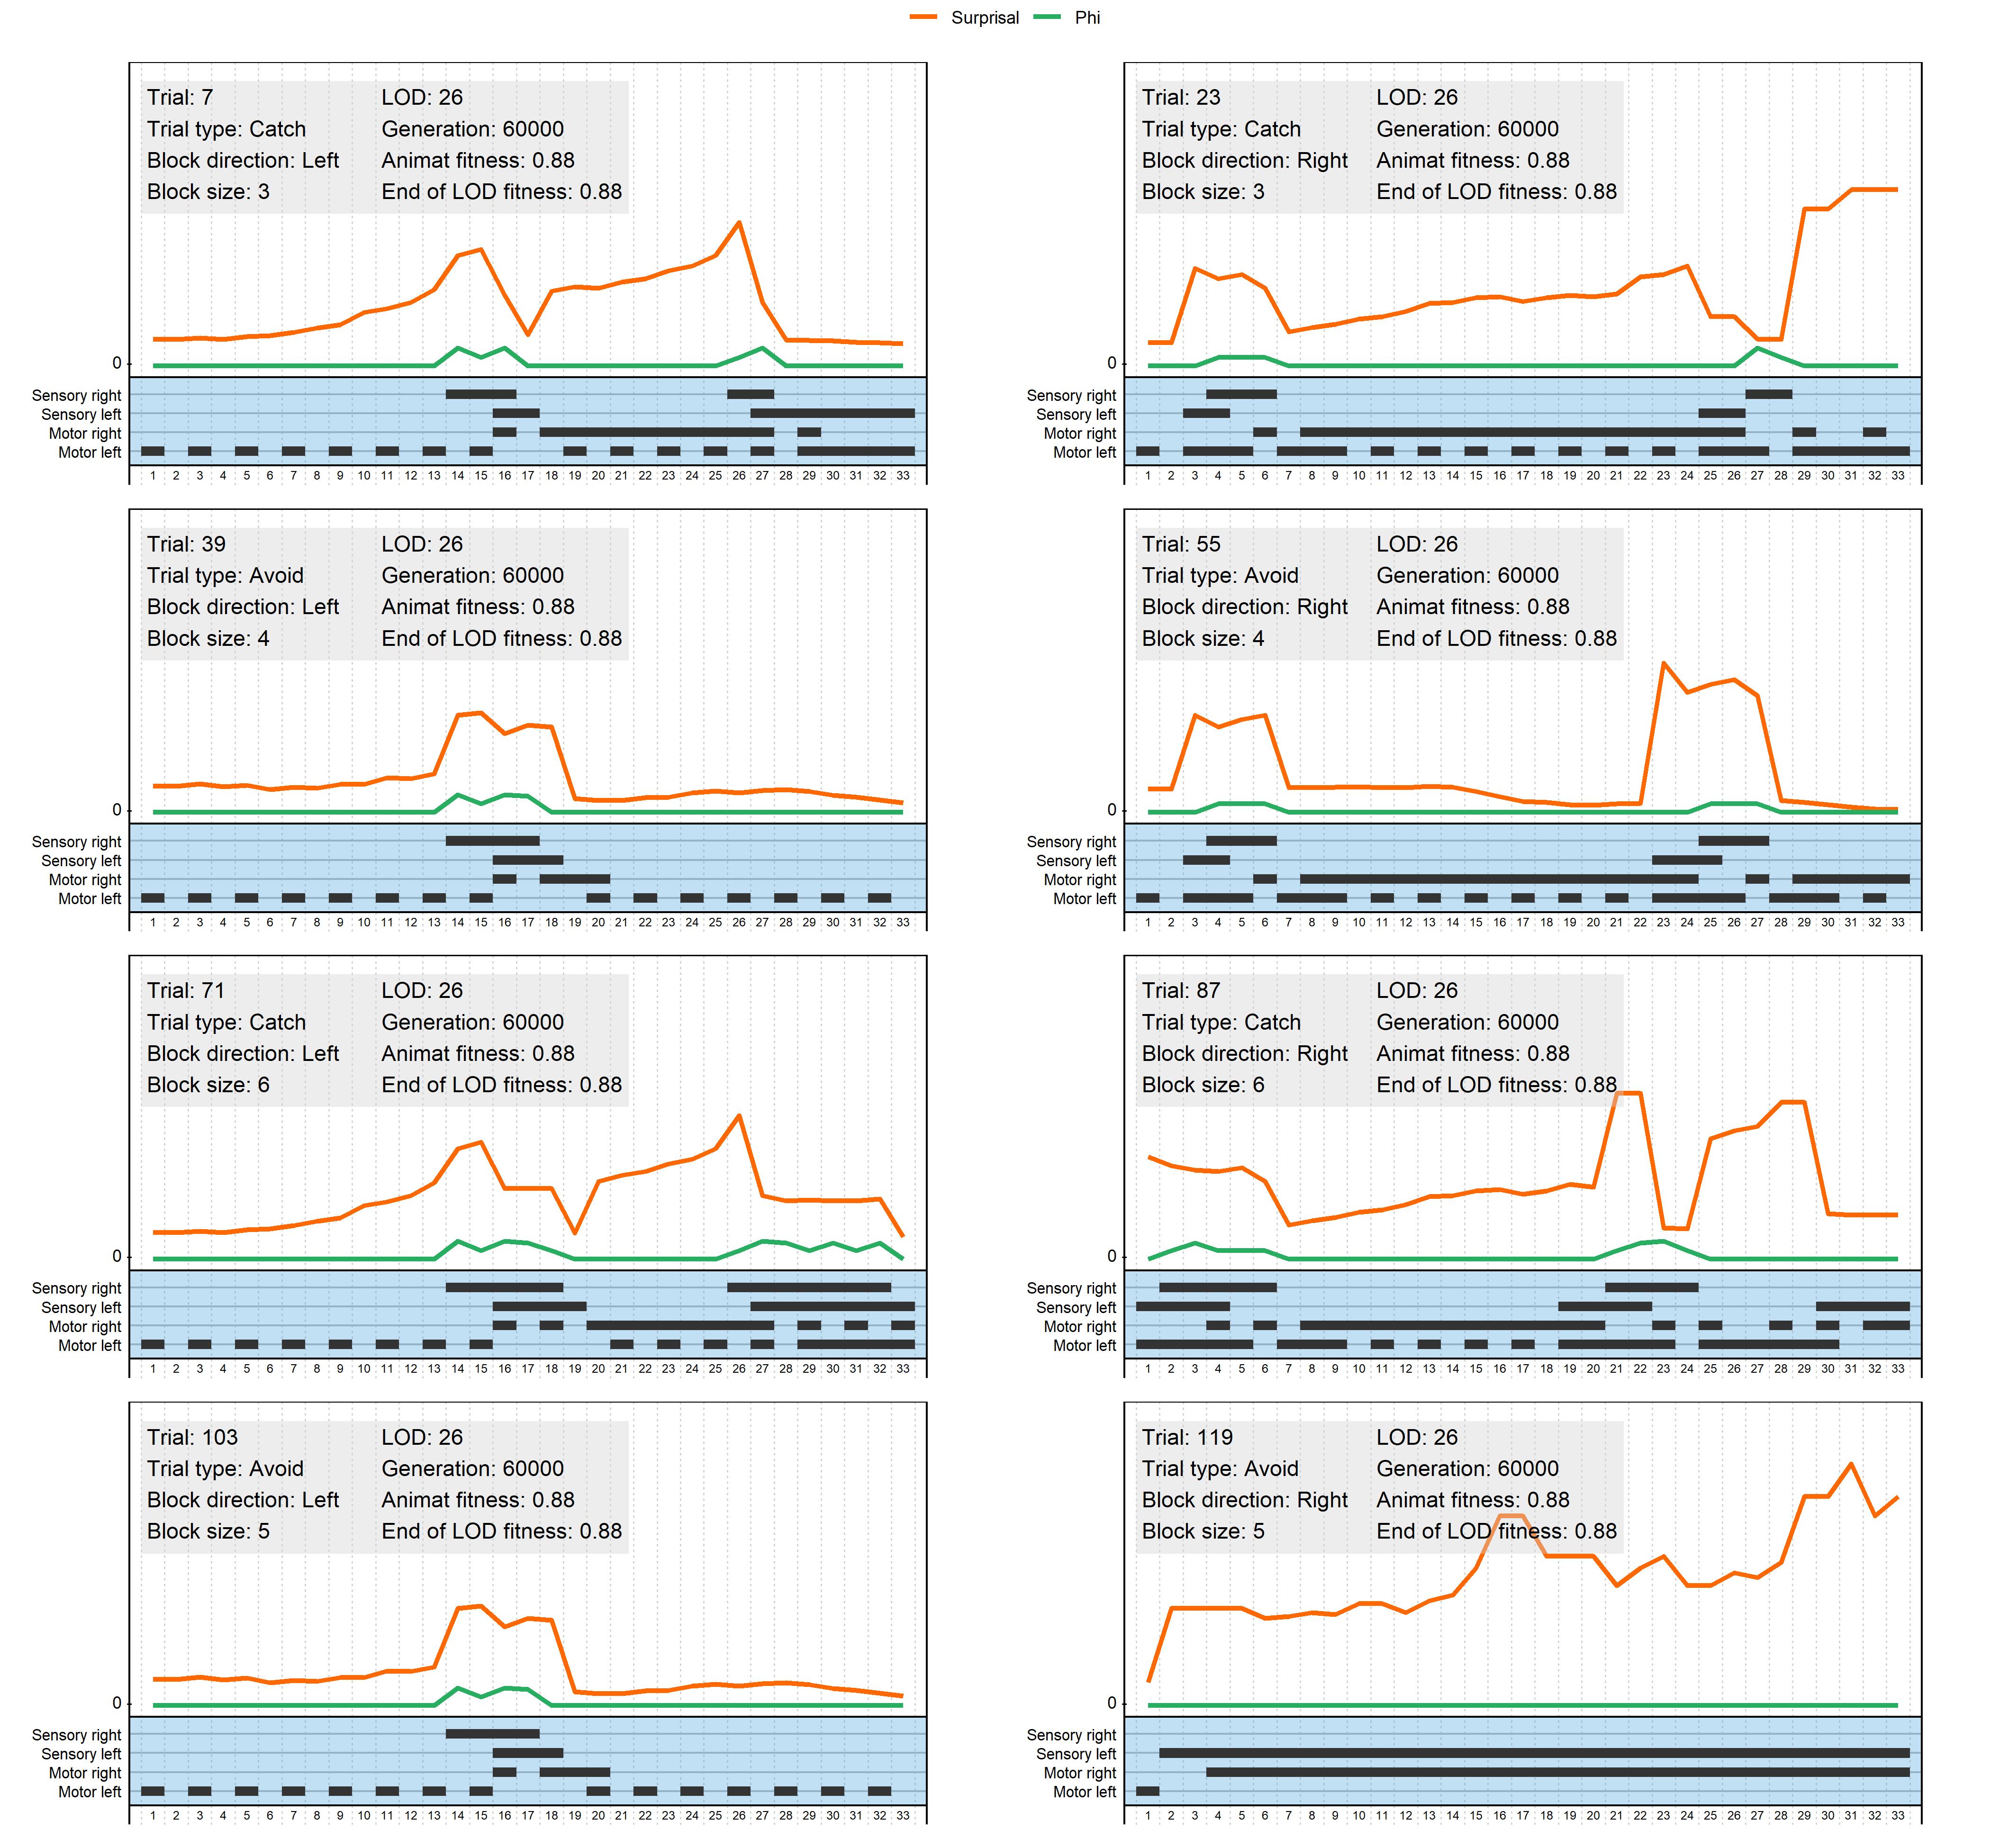 Surprisal Phi
Trial: 7 LOD: 26
Trial type: Catch Generation: 60000
Block direction: Left Animat fitness: 0.88
Block size: 3 End of LOD fitness: 0.88
0
Sensory right
Sensory left
Motor right
Motor left
1 2 3 4 5 6 7 8 9 10 11 12 13 14 15 16 17 18 19 20 21 22 23 24 25 26 27 28 29 30 31 32 33
Trial: 23 LOD: 26
Trial type: Catch Generation: 60000
Block direction: Right Animat fitness: 0.88
Block size: 3 End of LOD fitness: 0.88
0
Sensory right
Sensory left
Motor right
Motor left
1 2 3 4 5 6 7 8 9 10 11 12 13 14 15 16 17 18 19 20 21 22 23 24 25 26 27 28 29 30 31 32 33
Trial: 39 LOD: 26
Trial type: Avoid Generation: 60000
Block direction: Left Animat fitness: 0.88
Block size: 4 End of LOD fitness: 0.88
0
Sensory right
Sensory left
Motor right
Motor left
1 2 3 4 5 6 7 8 9 10 11 12 13 14 15 16 17 18 19 20 21 22 23 24 25 26 27 28 29 30 31 32 33
Trial: 55 LOD: 26
Trial type: Avoid Generation: 60000
Block direction: Right Animat fitness: 0.88
Block size: 4 End of LOD fitness: 0.88
0
Sensory right
Sensory left
Motor right
Motor left
1 2 3 4 5 6 7 8 9 10 11 12 13 14 15 16 17 18 19 20 21 22 23 24 25 26 27 28 29 30 31 32 33
Trial: 71 LOD: 26
Trial type: Catch Generation: 60000
Block direction: Left Animat fitness: 0.88
Block size: 6 End of LOD fitness: 0.88
0
Sensory right
Sensory left
Motor right
Motor left
1 2 3 4 5 6 7 8 9 10 11 12 13 14 15 16 17 18 19 20 21 22 23 24 25 26 27 28 29 30 31 32 33
Trial: 87 LOD: 26
Trial type: Catch Generation: 60000
Block direction: Right Animat fitness: 0.88
Block size: 6 End of LOD fitness: 0.88
0
Sensory right
Sensory left
Motor right
Motor left
1 2 3 4 5 6 7 8 9 10 11 12 13 14 15 16 17 18 19 20 21 22 23 24 25 26 27 28 29 30 31 32 33
Trial: 103 LOD: 26
Trial type: Avoid Generation: 60000
Block direction: Left Animat fitness: 0.88
Block size: 5 End of LOD fitness: 0.88
0
Sensory right
Sensory left
Motor right
Motor left
1 2 3 4 5 6 7 8 9 10 11 12 13 14 15 16 17 18 19 20 21 22 23 24 25 26 27 28 29 30 31 32 33
Trial: 119 LOD: 26
Trial type: Avoid Generation: 60000
Block direction: Right Animat fitness: 0.88
Block size: 5 End of LOD fitness: 0.88
0
Sensory right
Sensory left
Motor right
Motor left
1 2 3 4 5 6 7 8 9 10 11 12 13 14 15 16 17 18 19 20 21 22 23 24 25 26 27 28 29 30 31 32 33